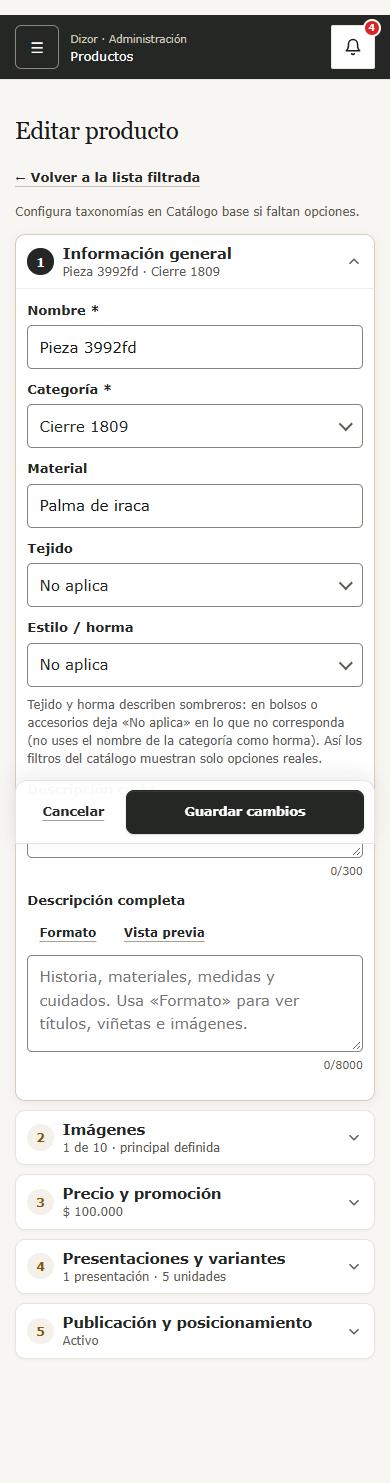 ☰
Dizor · Administración
Productos
4
Editar producto
← Volver a la lista filtrada
Configura taxonomías en Catálogo base si faltan opciones.
1
Información general
Pieza 3992fd · Cierre 1809
Nombre *
Pieza 3992fd
Categoría *
Cierre 1809
Material
Palma de iraca
Tejido
No aplica
Estilo / horma
No aplica
Tejido y horma describen sombreros: en bolsos o
accesorios deja «No aplica» en lo que no corresponda
(no uses el nombre de la categoría como horma). Así los
filtros del catálogo muestran solo opciones reales.
Cancelar
Guardar cambios
0/300
Descripción completa
Formato
Vista previa
Historia, materiales, medidas y
cuidados. Usa «Formato» para ver
títulos, viñetas e imágenes.
0/8000
2
Imágenes
1 de 10 · principal definida
3
Precio y promoción
$ 100.000
4
Presentaciones y variantes
1 presentación · 5 unidades
5
Publicación y posicionamiento
Activo